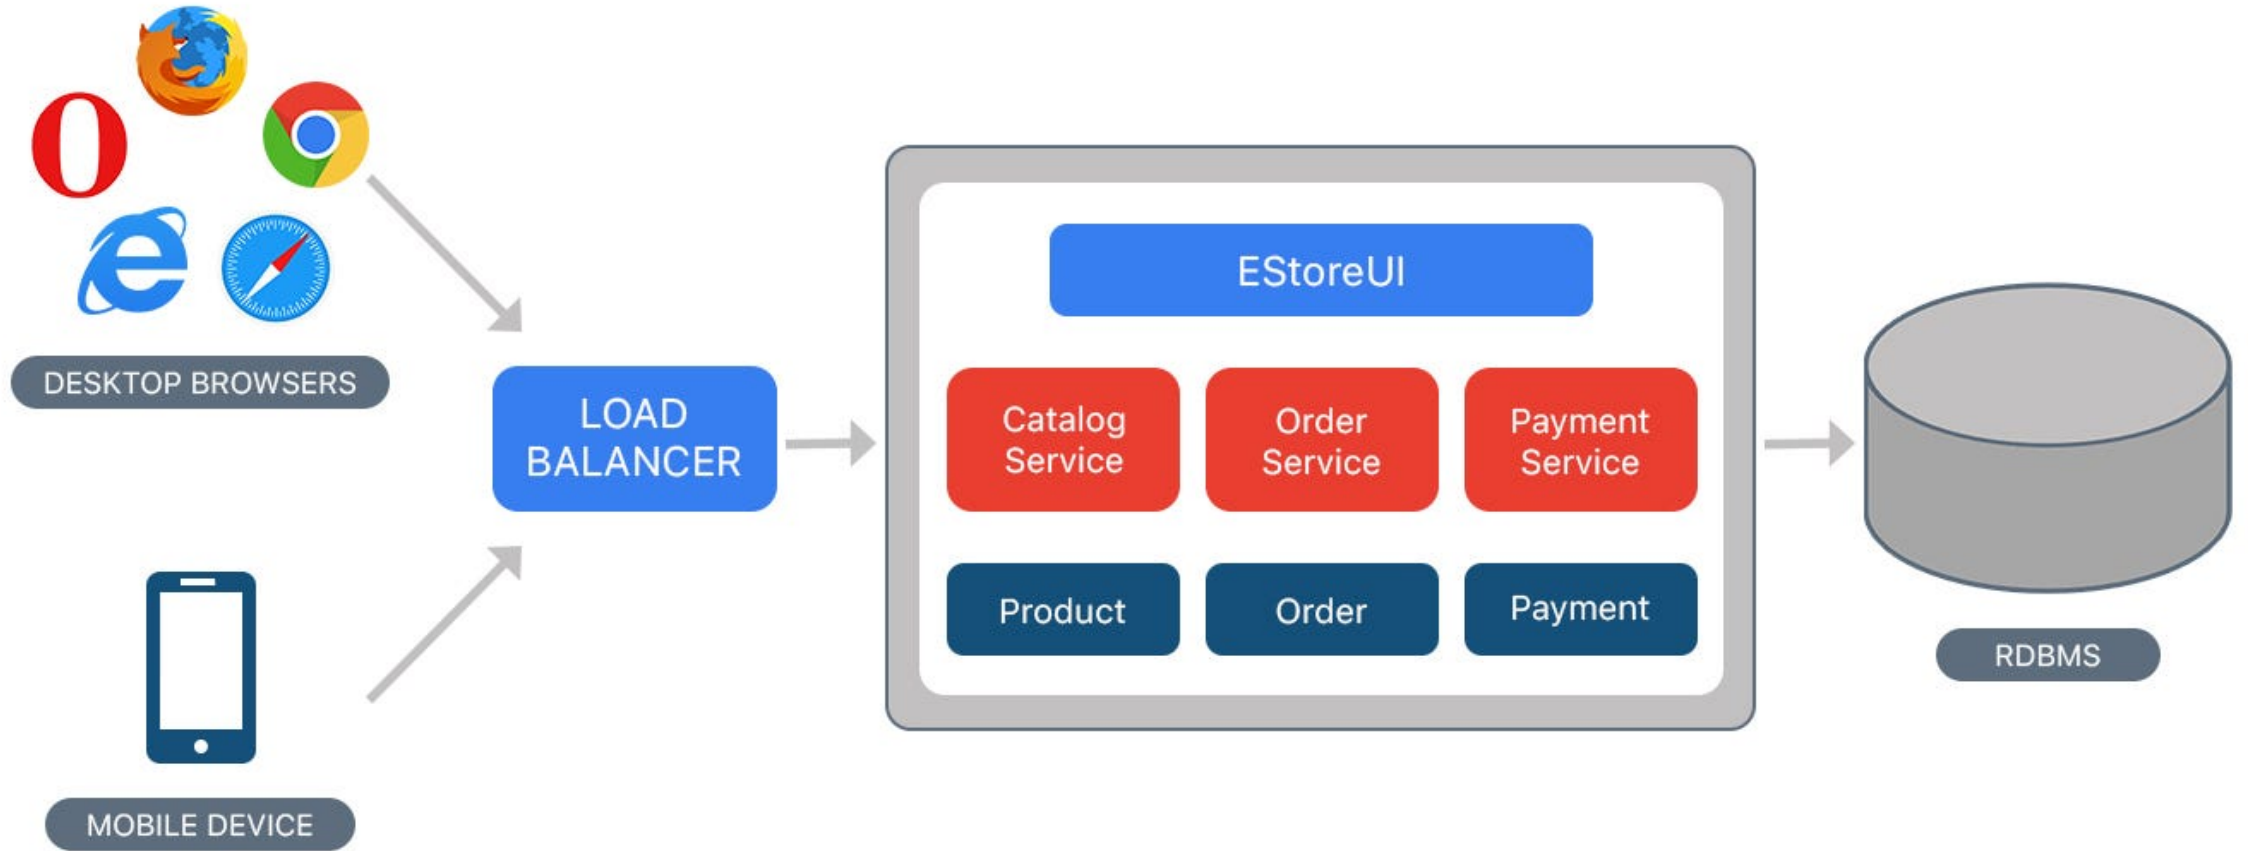 DESKTOP BROWSERS
MOBILE DEVICE
LOAD
BALANCER
EStoreUI
Catalog
Service
Order
Service
Payment
Service
Product
Order
Payment
RDBMS